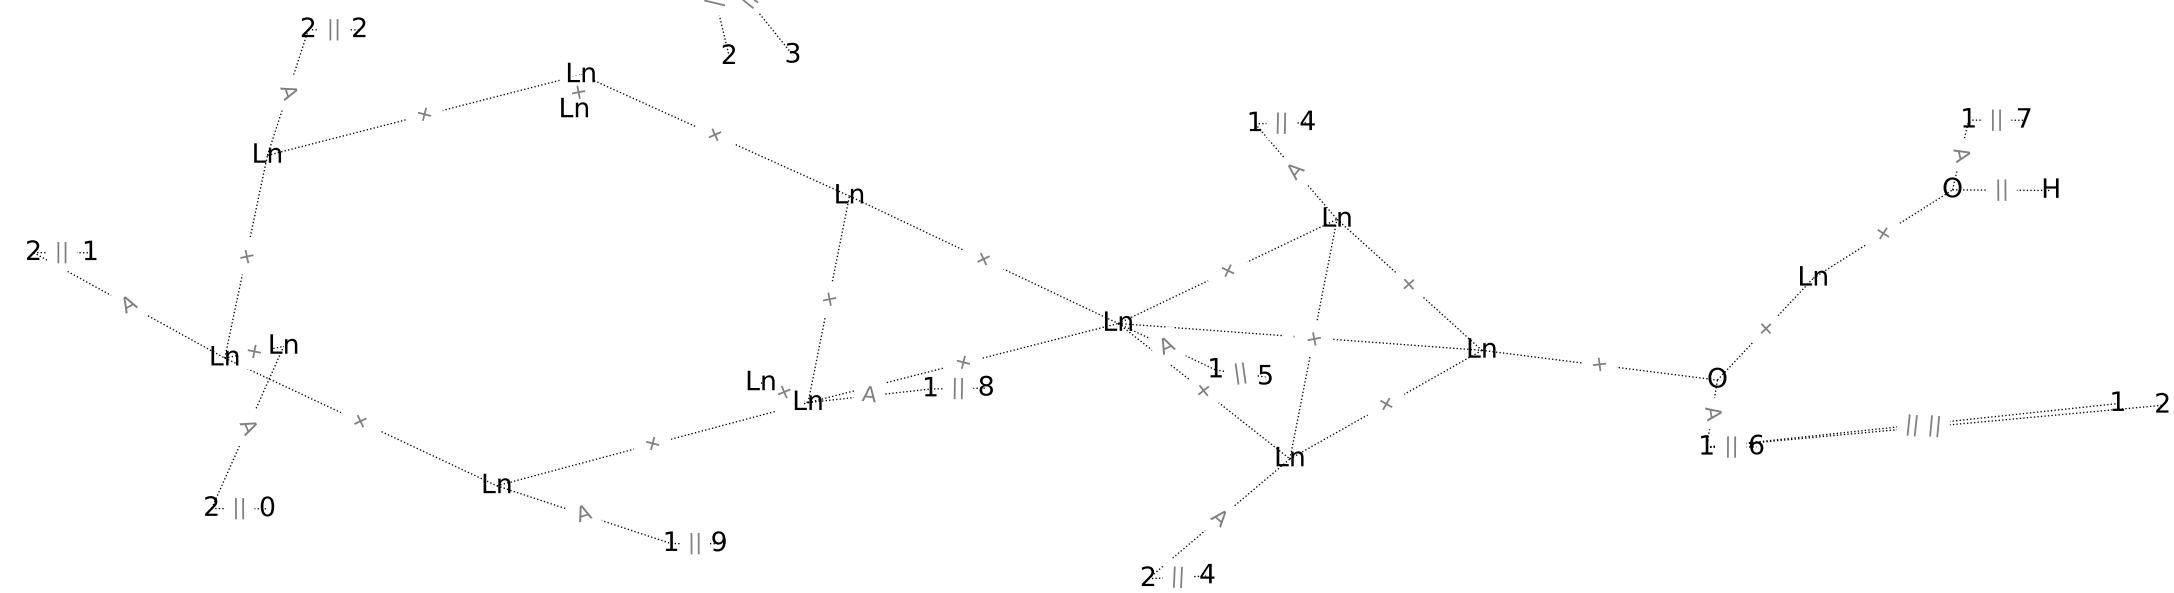 2 || 2
2 3
A
Ln
+
Ln
+
+
1 || 4
1 || 7
Ln
A
A
O || H
Ln
+
Ln
+
+
2 || 1
+
+
Ln
+
+
A
+
Ln
+
Ln + Ln
A
1 || 5
+
Ln
+
O
+
Ln + Ln
A
1 || 8
+
+
1 2
A
+
+
A
1 || 6
|| ||
Ln
Ln
2 || 0
A
A
1 || 9
2 || 4